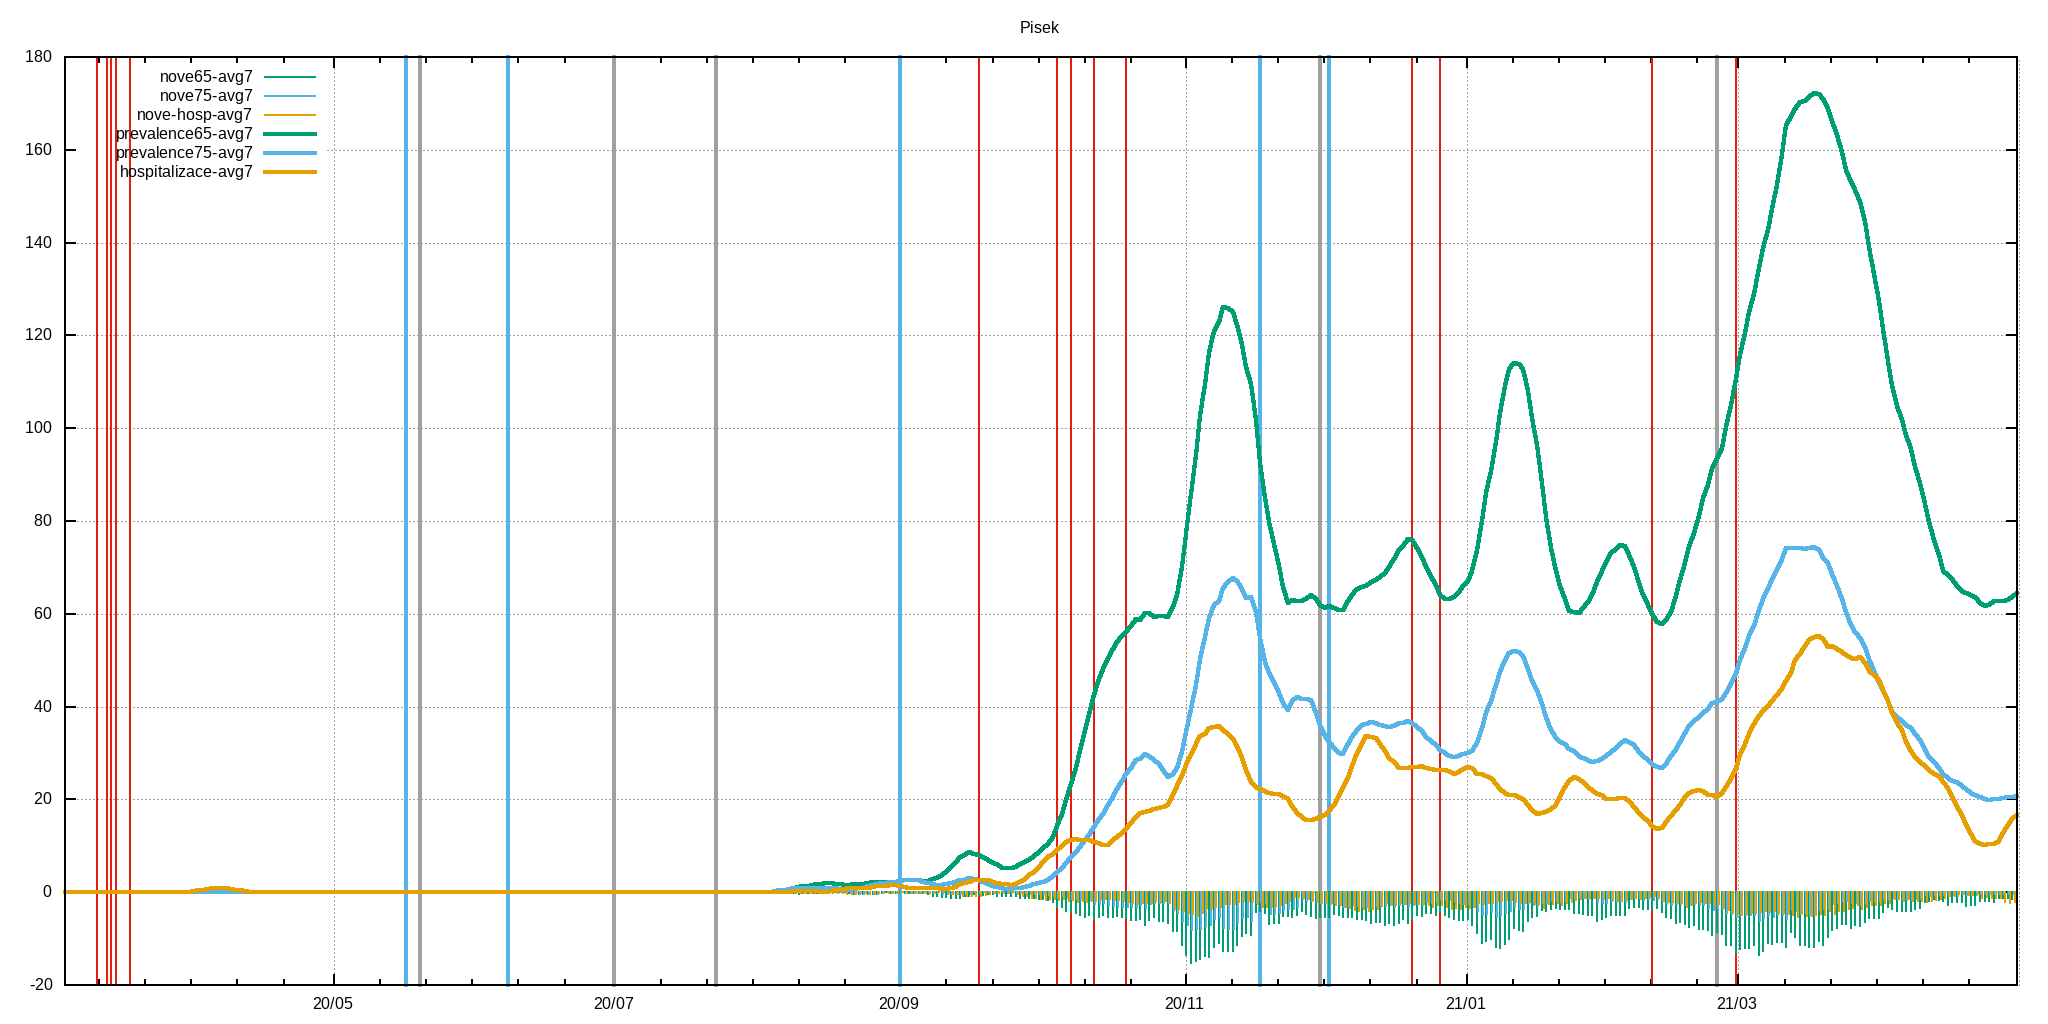 Pisek
180
160
140
120
100
80
60
40
20
0
-20
nove65-avg7
nove75-avg7
nove-hosp-avg7
prevalence65-avg7
prevalence75-avg7
hospitalizace-avg7
20/05 20/07 20/09 20/11 21/01 21/03